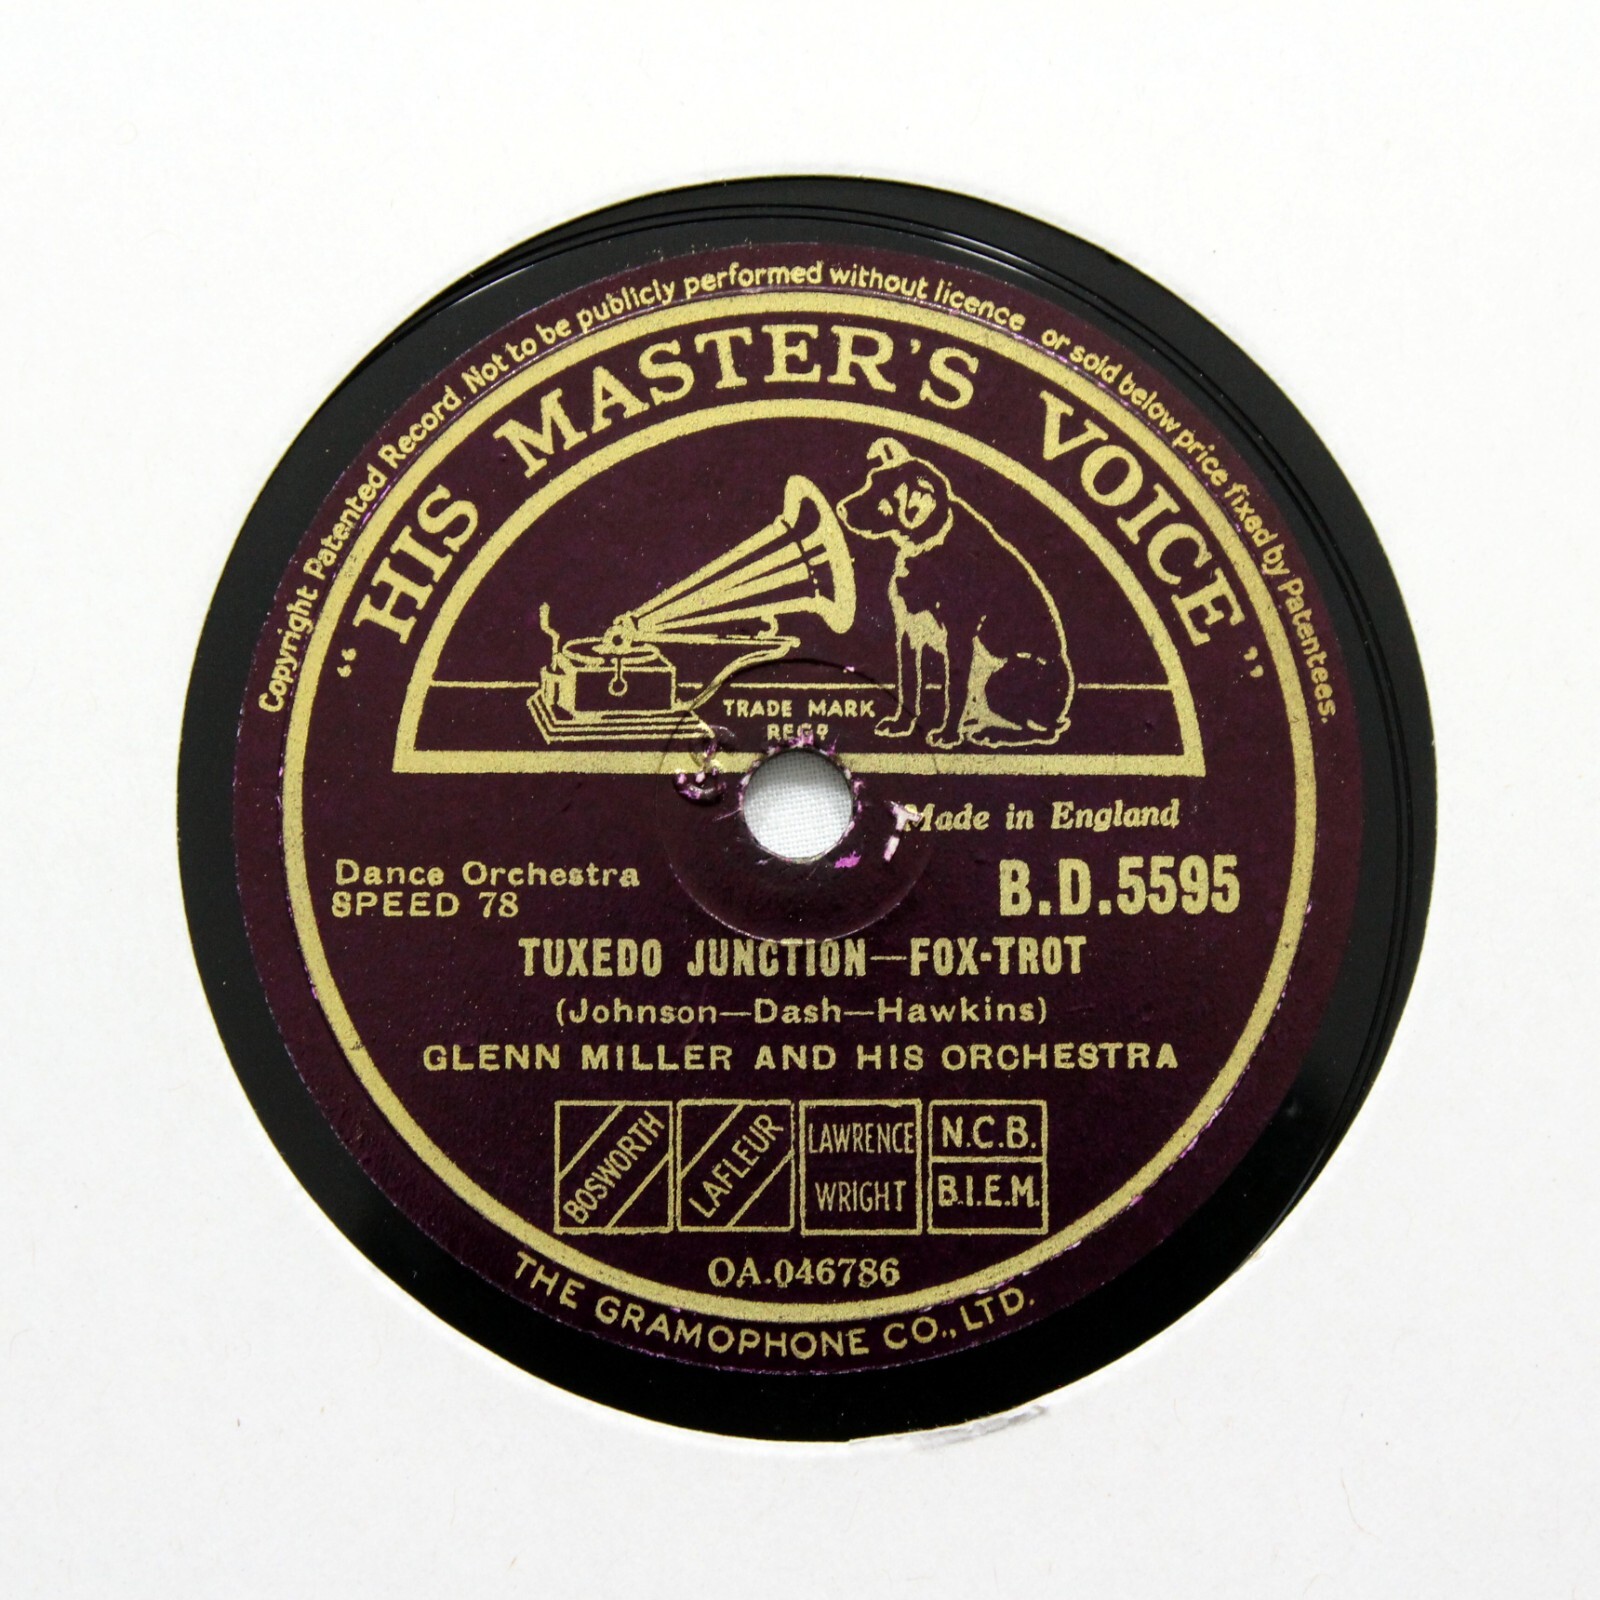 Copyright Patented Record. Not to be publicly performed without licence or sold below price fixed by Patentees.
“HIS MASTER'S VOICE”
TRADE MARK
REGD
Made in England
Dance Orchestra
SPEED 78
B.D.5595
TUXEDO JUNCTION—FOX-TROT
(Johnson—Dash—Hawkins)
GLENN MILLER AND HIS ORCHESTRA
BOSWORTH
LAFLEUR
LAWRENCE
WRIGHT
N.C.B.
B.I.E.M.
OA.046786
THE GRAMOPHONE CO., LTD.